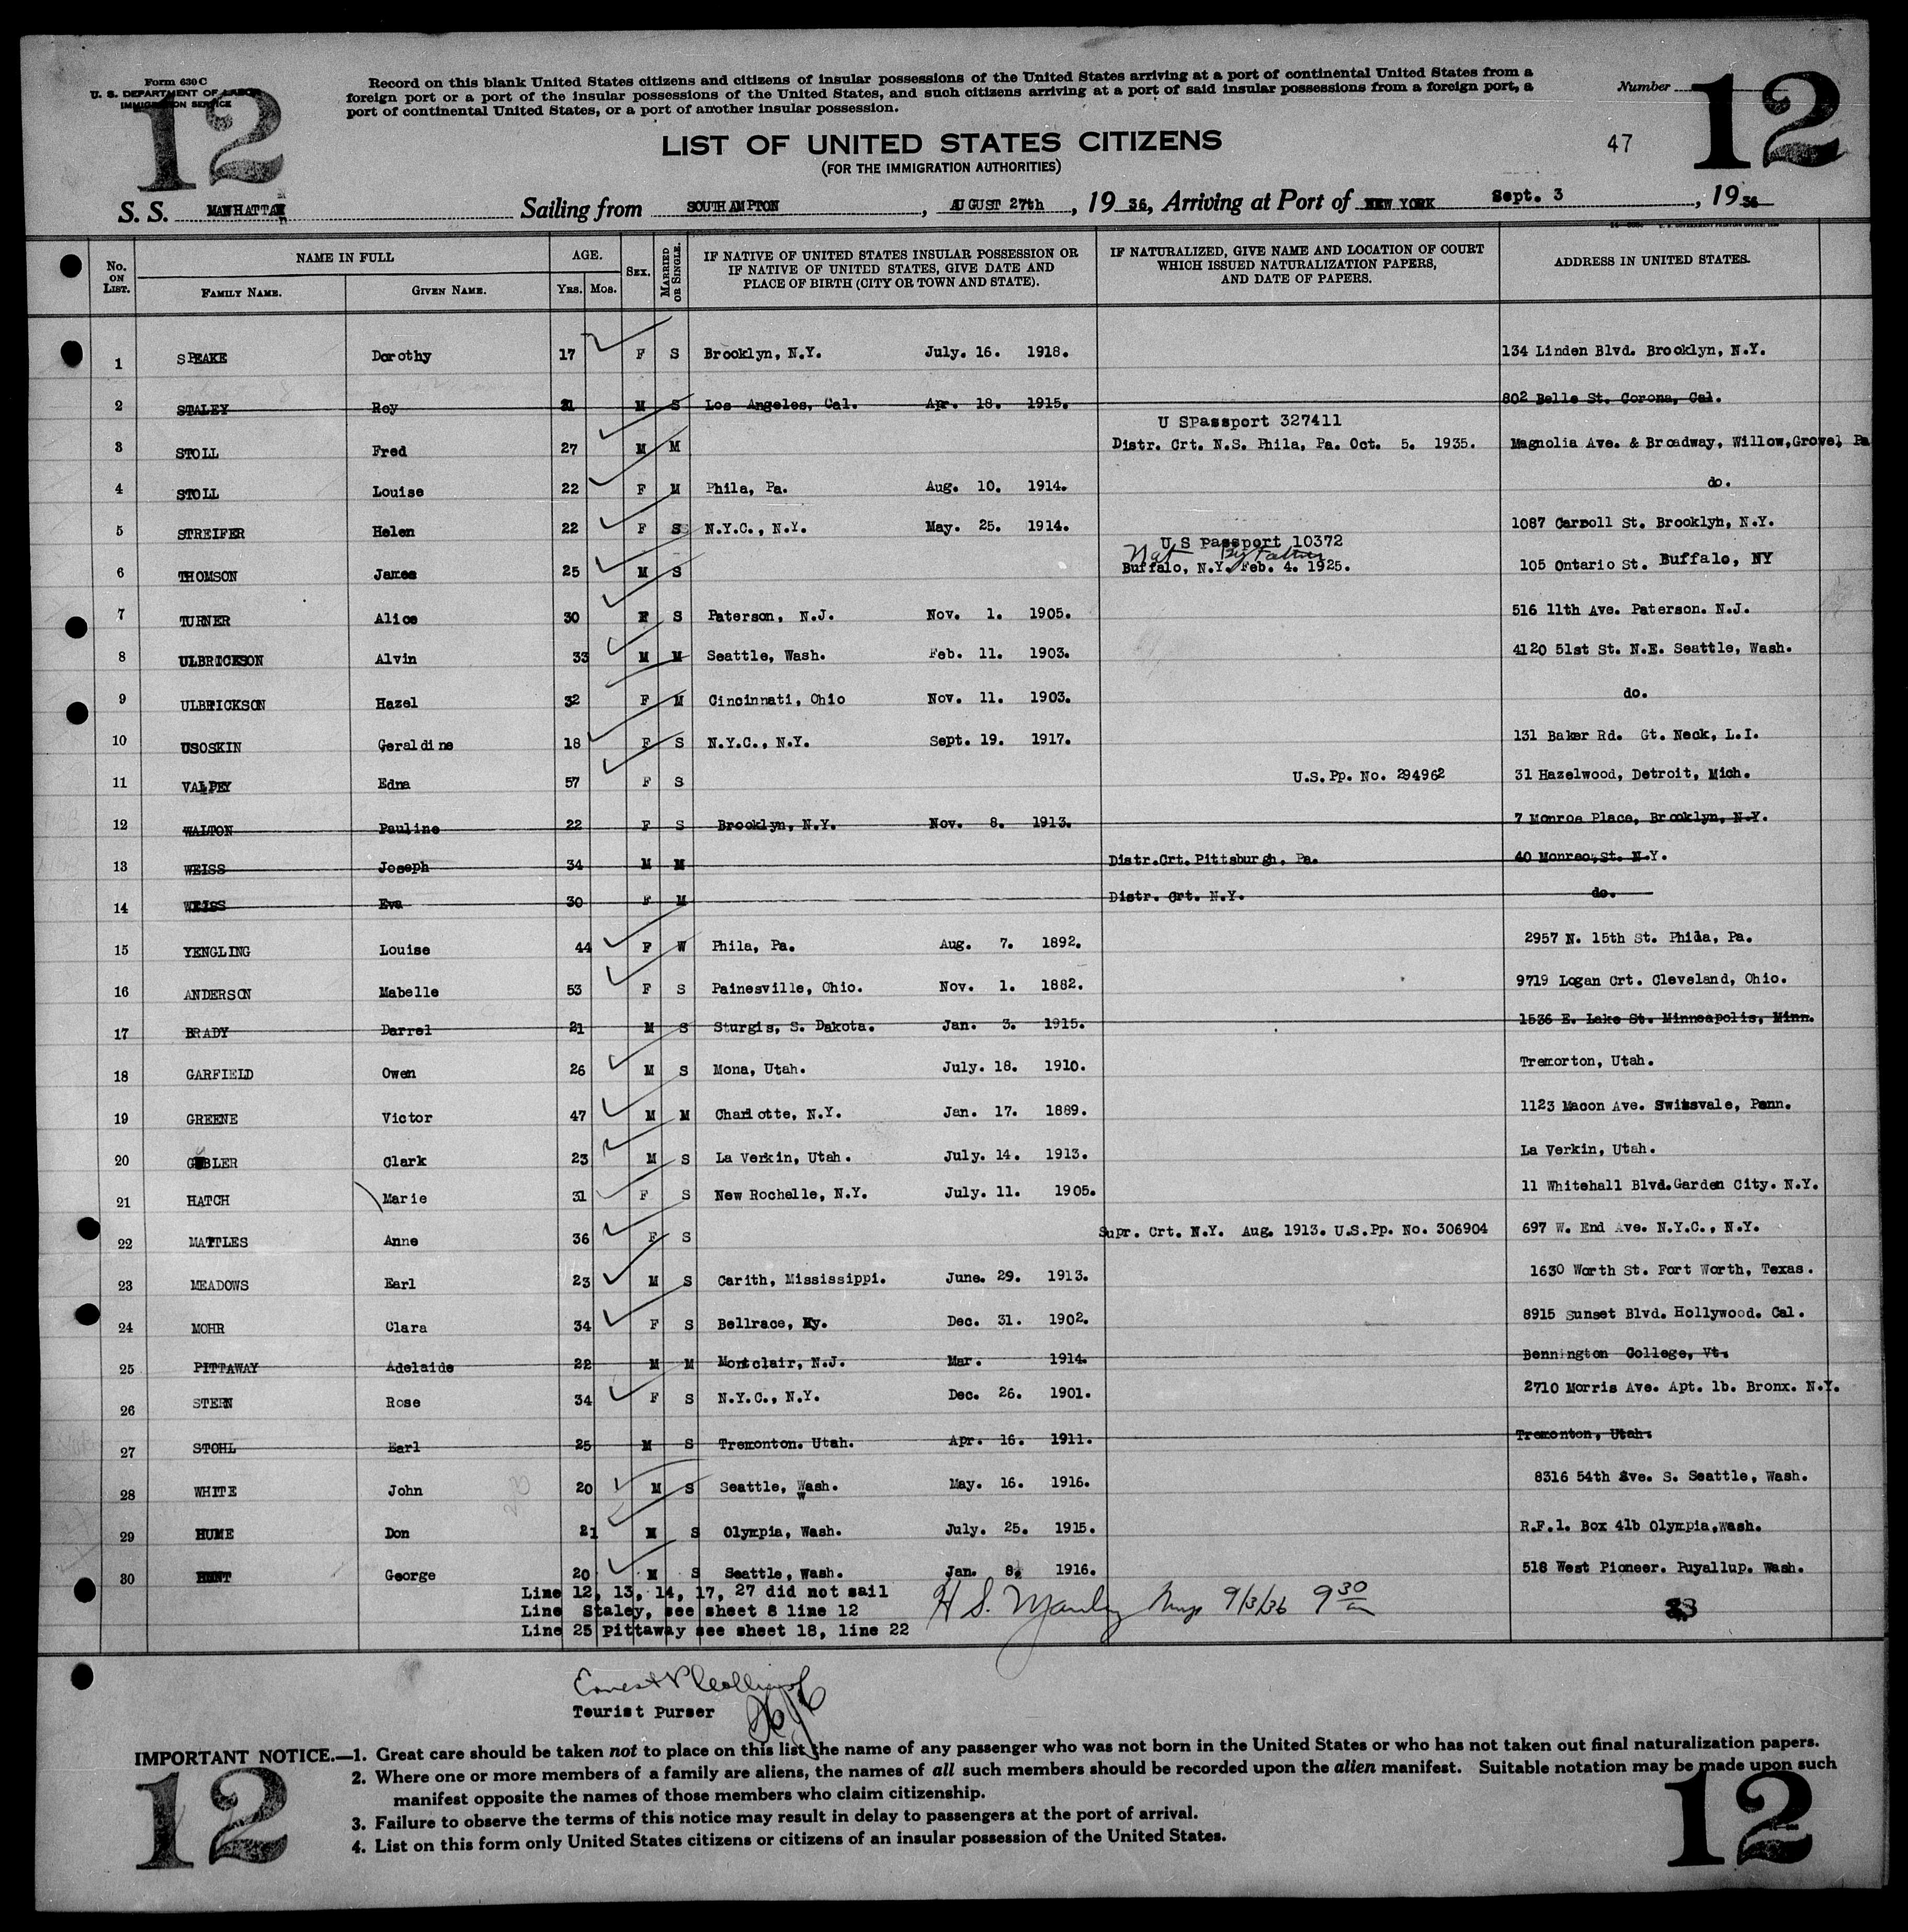 Form 630 C
U. S. DEPARTMENT OF LABOR
IMMIGRATION SERVICE
12
Record on this blank United States citizens and citizens of insular possessions of the United States arriving at a port of continental United States from a
foreign port or a port of the insular possessions of the United States, and such citizens arriving at a port of said insular possessions from a foreign port, a
port of continental United States, or a port of another insular possession.
Number
12
LIST OF UNITED STATES CITIZENS
47
(FOR THE IMMIGRATION AUTHORITIES)
S. S. MANHATTAN Sailing from SOUTHAMPTON, AUGUST 27th, 19 36, Arriving at Port of NEW YORK Sept. 3, 19 36
No. ON LIST. NAME IN FULL FAMILY NAME. GIVEN NAME. AGE. YRS. MOS. SEX. MARRIED OR SINGLE. IF NATIVE OF UNITED STATES INSULAR POSSESSION OR IF NATIVE OF UNITED STATES, GIVE DATE AND PLACE OF BIRTH (CITY OR TOWN AND STATE). IF NATURALIZED, GIVE NAME AND LOCATION OF COURT WHICH ISSUED NATURALIZATION PAPERS, AND DATE OF PAPERS. ADDRESS IN UNITED STATES.
1 SPEAKE Dorothy 17 F S Brooklyn, N.Y. July. 16. 1918. 134 Linden Blvd. Brooklyn, N.Y.
2 STALEY Roy 21 M S Los Angeles, Cal. Apr. 18. 1915. 802 Belle St. Corona, Cal.
U SPassport 327411
3 STOLL Fred 27 M M Distr. Crt. N.S. Phila, Pa. Oct. 5. 1935. Magnolia Ave. & Broadway, Willow,Grove, Pa
4 STOLL Louise 22 F M Phila, Pa. Aug. 10. 1914. do.
5 STREIFER Helen 22 F S N.Y.C., N.Y. May. 25. 1914. 1087 Carroll St. Brooklyn, N.Y.
U S Passport 10372
Nat By father
6 THOMSON James 25 M S Buffalo, N.Y. Feb. 4. 1925. 105 Ontario St. Buffalo, NY
7 TURNER Alice 30 F S Paterson, N.J. Nov. 1. 1905. 516 11th Ave. Paterson. N.J.
8 ULBRICKSON Alvin 33 M M Seattle, Wash. Feb. 11. 1903. 4120 51st St. N.E. Seattle, Wash.
9 ULBRICKSON Hazel 32 F M Cincinnati, Ohio Nov. 11. 1903. do.
10 USOSKIN Geraldine 18 F S N.Y.C., N.Y. Sept. 19. 1917. 131 Baker Rd. Gt. Neck, L.I.
11 VALPEY Edna 57 F S U.S.Pp. No. 294962 31 Hazelwood, Detroit, Mich.
12 WALTON Pauline 22 F S Brooklyn, N.Y. Nov. 8. 1913. 7 Monroe Place, Brooklyn, N.Y.
13 WEISS Joseph 34 M M Distr.Crt. Pittsburgh, Pa. 40 Monroe, St. N.Y.
14 WEISS Eva 30 F M Distr. Crt. N.Y. do.
15 YENGLING Louise 44 F W Phila, Pa. Aug. 7. 1892. 2957 N. 15th St. Phila, Pa.
16 ANDERSON Mabelle 53 F S Painesville, Ohio. Nov. 1. 1882. 9719 Logan Crt. Cleveland, Ohio.
17 BRADY Darrel 21 M S Sturgis, S. Dakota. Jan. 3. 1915. 1536 E. Lake St. Minneapolis, Minn.
18 GARFIELD Owen 26 M S Mona, Utah. July. 18. 1910. Tremorton, Utah.
19 GREENE Victor 47 M M Charlotte, N.Y. Jan. 17. 1889. 1123 Macon Ave. Swissvale, Penn.
20 GUBLER Clark 23 M S La Verkin, Utah. July. 14. 1913. La Verkin, Utah.
21 HATCH Marie 31 F S New Rochelle, N.Y. July. 11. 1905. 11 Whitehall Blvd.Garden City. N.Y.
22 MATTLES Anne 36 F S Supr. Crt. N.Y. Aug. 1913. U.S.Pp. No. 306904 697 W. End Ave. N.Y.C., N.Y.
23 MEADOWS Earl 23 M S Carith, Mississippi. June. 29. 1913. 1630 Worth St. Fort Worth, Texas.
24 MOHR Clara 34 F S Bellrace, Ky. Dec. 31. 1902. 8915 Sunset Blvd. Hollywood. Cal.
25 PITTAWAY Adelaide 22 M M Montclair, N.J. Mar. 1914. Bennington College, Vt.
26 STERN Rose 34 F S N.Y.C., N.Y. Dec. 26. 1901. 2710 Morris Ave. Apt. 1b. Bronx. N.Y.
27 STOHL Earl 25 M S Tremonton. Utah. Apr. 16. 1911. Tremonton, Utah.
28 WHITE John 20 M S Seattle, Wash. May. 16. 1916. 8316 54th Ave. S. Seattle, Wash.
29 HUME Don 21 M S Olympia, Wash. July. 25. 1915. R.F.1. Box 41b Olympia,Wash.
30 HUNT George 20 M S Seattle, Wash. Jan. 8. 1916. 518 West Pioneer. Puyallup. Wash.
Line 12, 13, 14, 17, 27 did not sail
Line Staley, see sheet 8 line 12
Line 25 Pittaway see sheet 18, line 22
H S. Manley 9/3/36 9 30 am
Tourist Purser
IMPORTANT NOTICE.—1. Great care should be taken not to place on this list the name of any passenger who was not born in the United States or who has not taken out final naturalization papers.
2. Where one or more members of a family are aliens, the names of all such members should be recorded upon the alien manifest. Suitable notation may be made upon such
manifest opposite the names of those members who claim citizenship.
3. Failure to observe the terms of this notice may result in delay to passengers at the port of arrival.
4. List on this form only United States citizens or citizens of an insular possession of the United States.
12
12